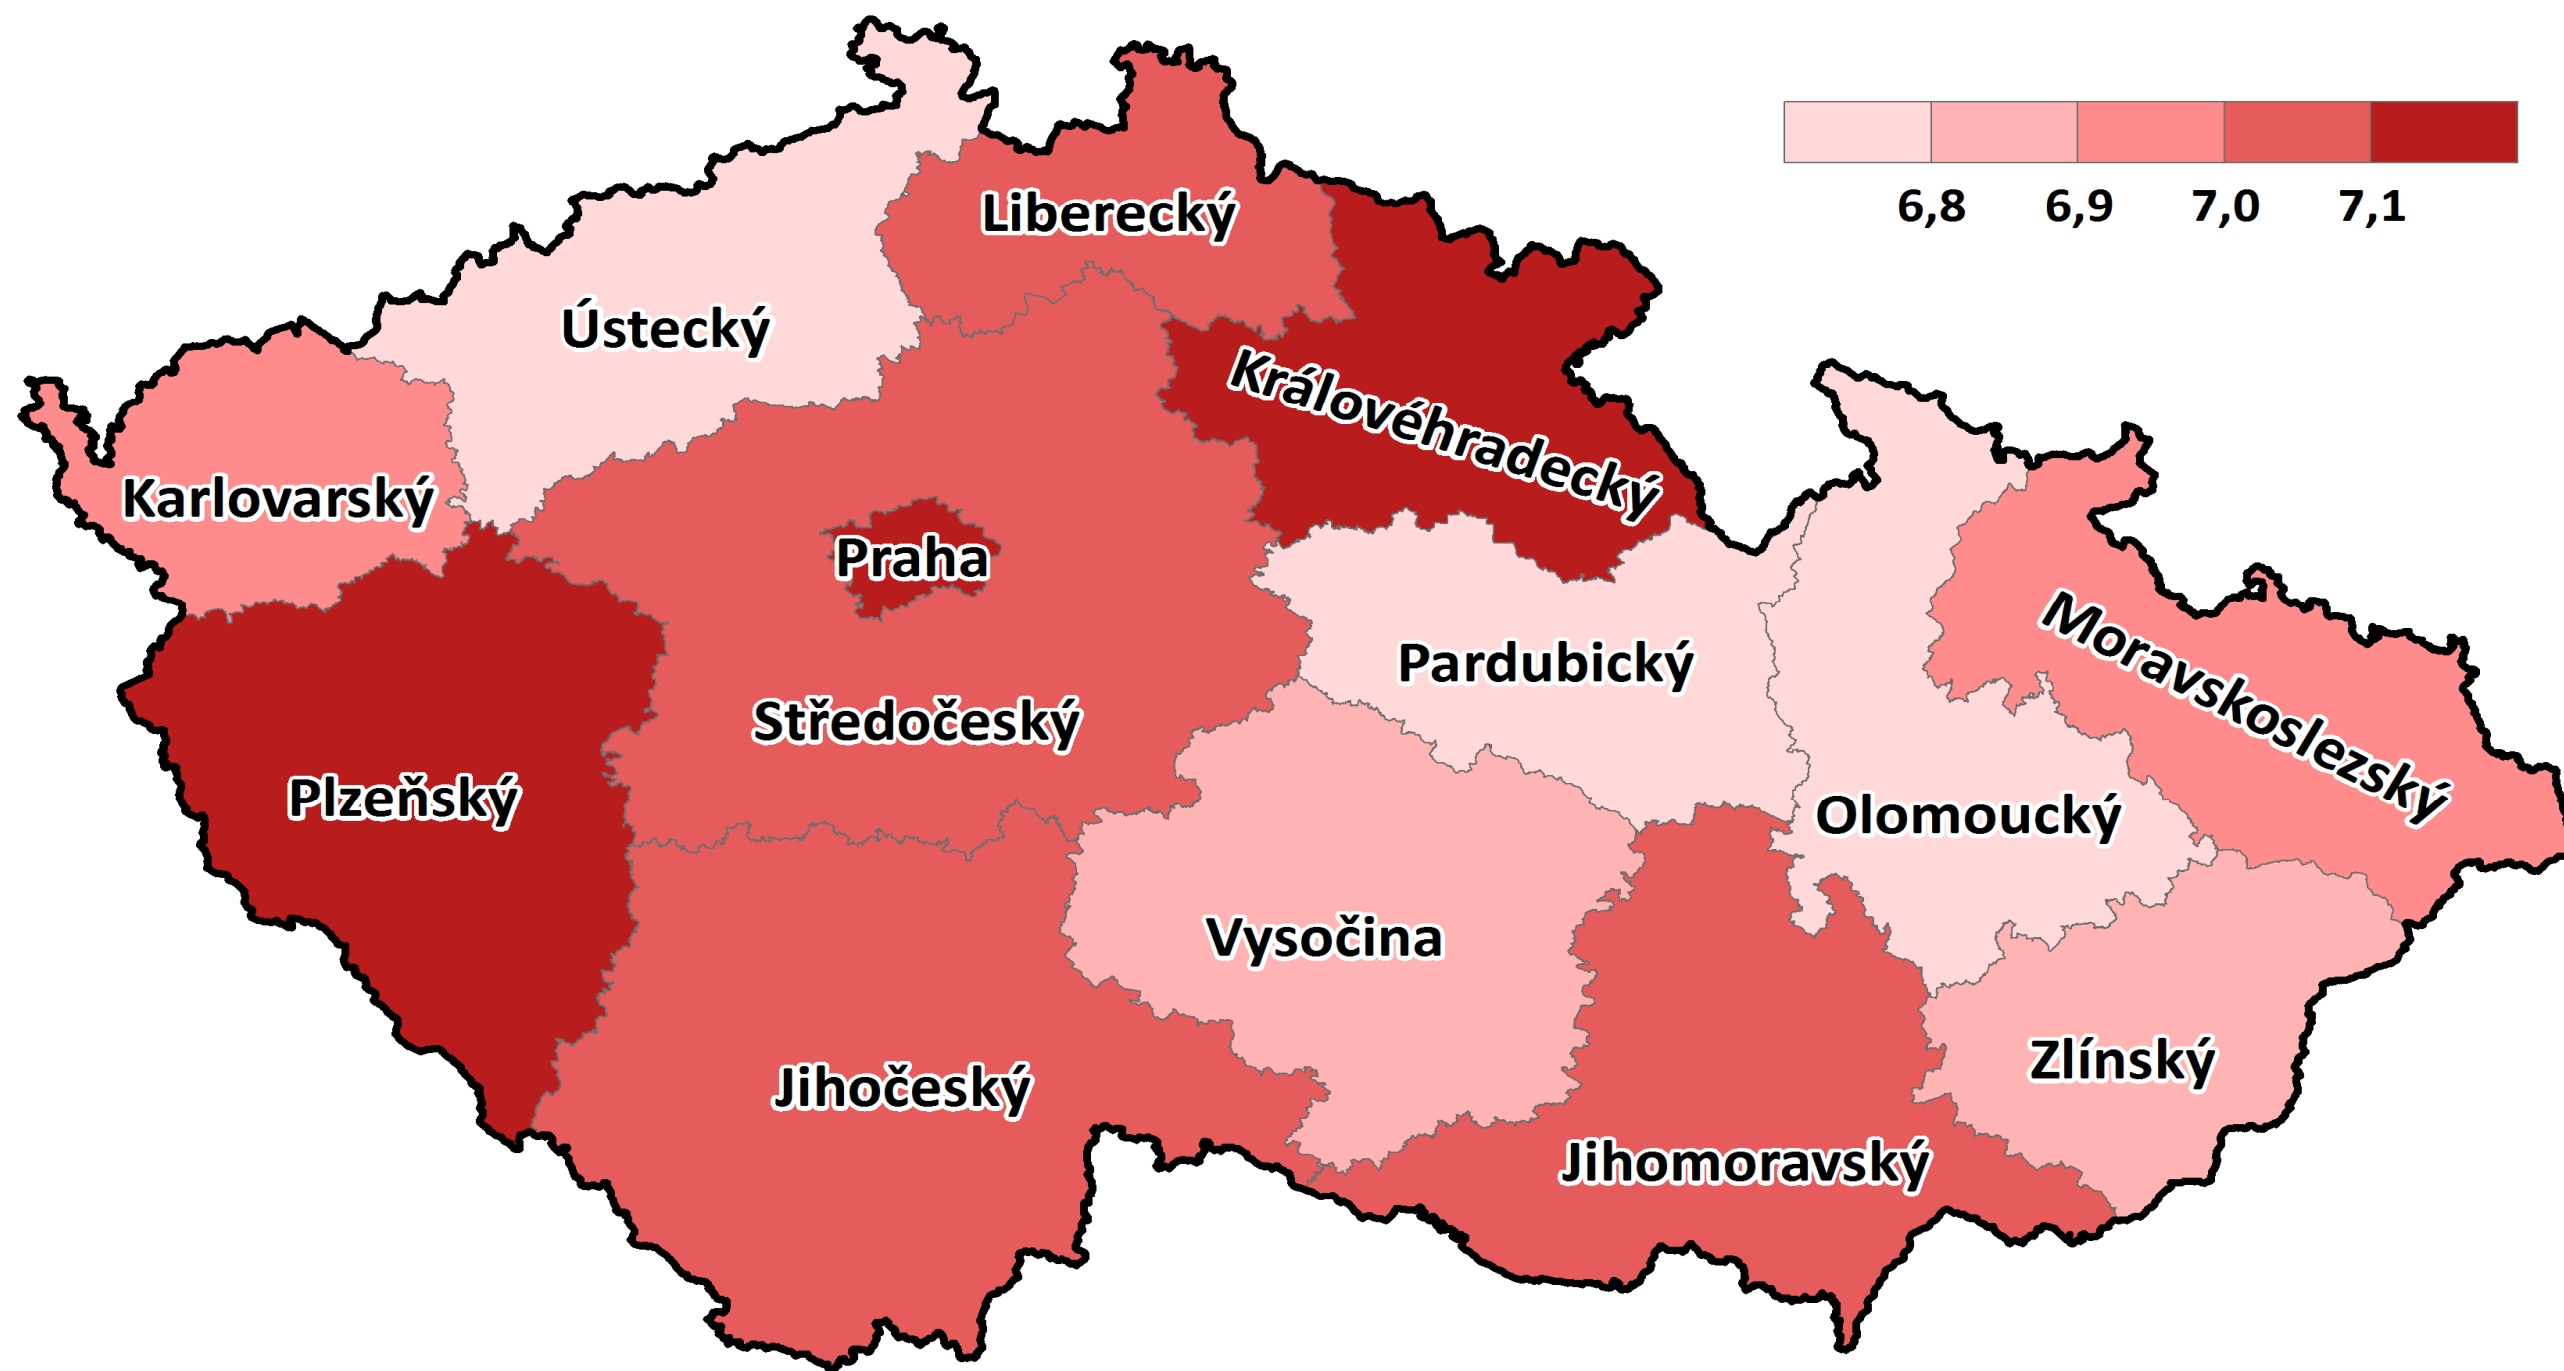 Liberecký
6,8 6,9 7,0 7,1
Ústecký
Královéhradecký
Karlovarský
Praha
Pardubický
Moravskoslezský
Středočeský
Plzeňský
Olomoucký
Vysočina
Zlínský
Jihočeský
Jihomoravský